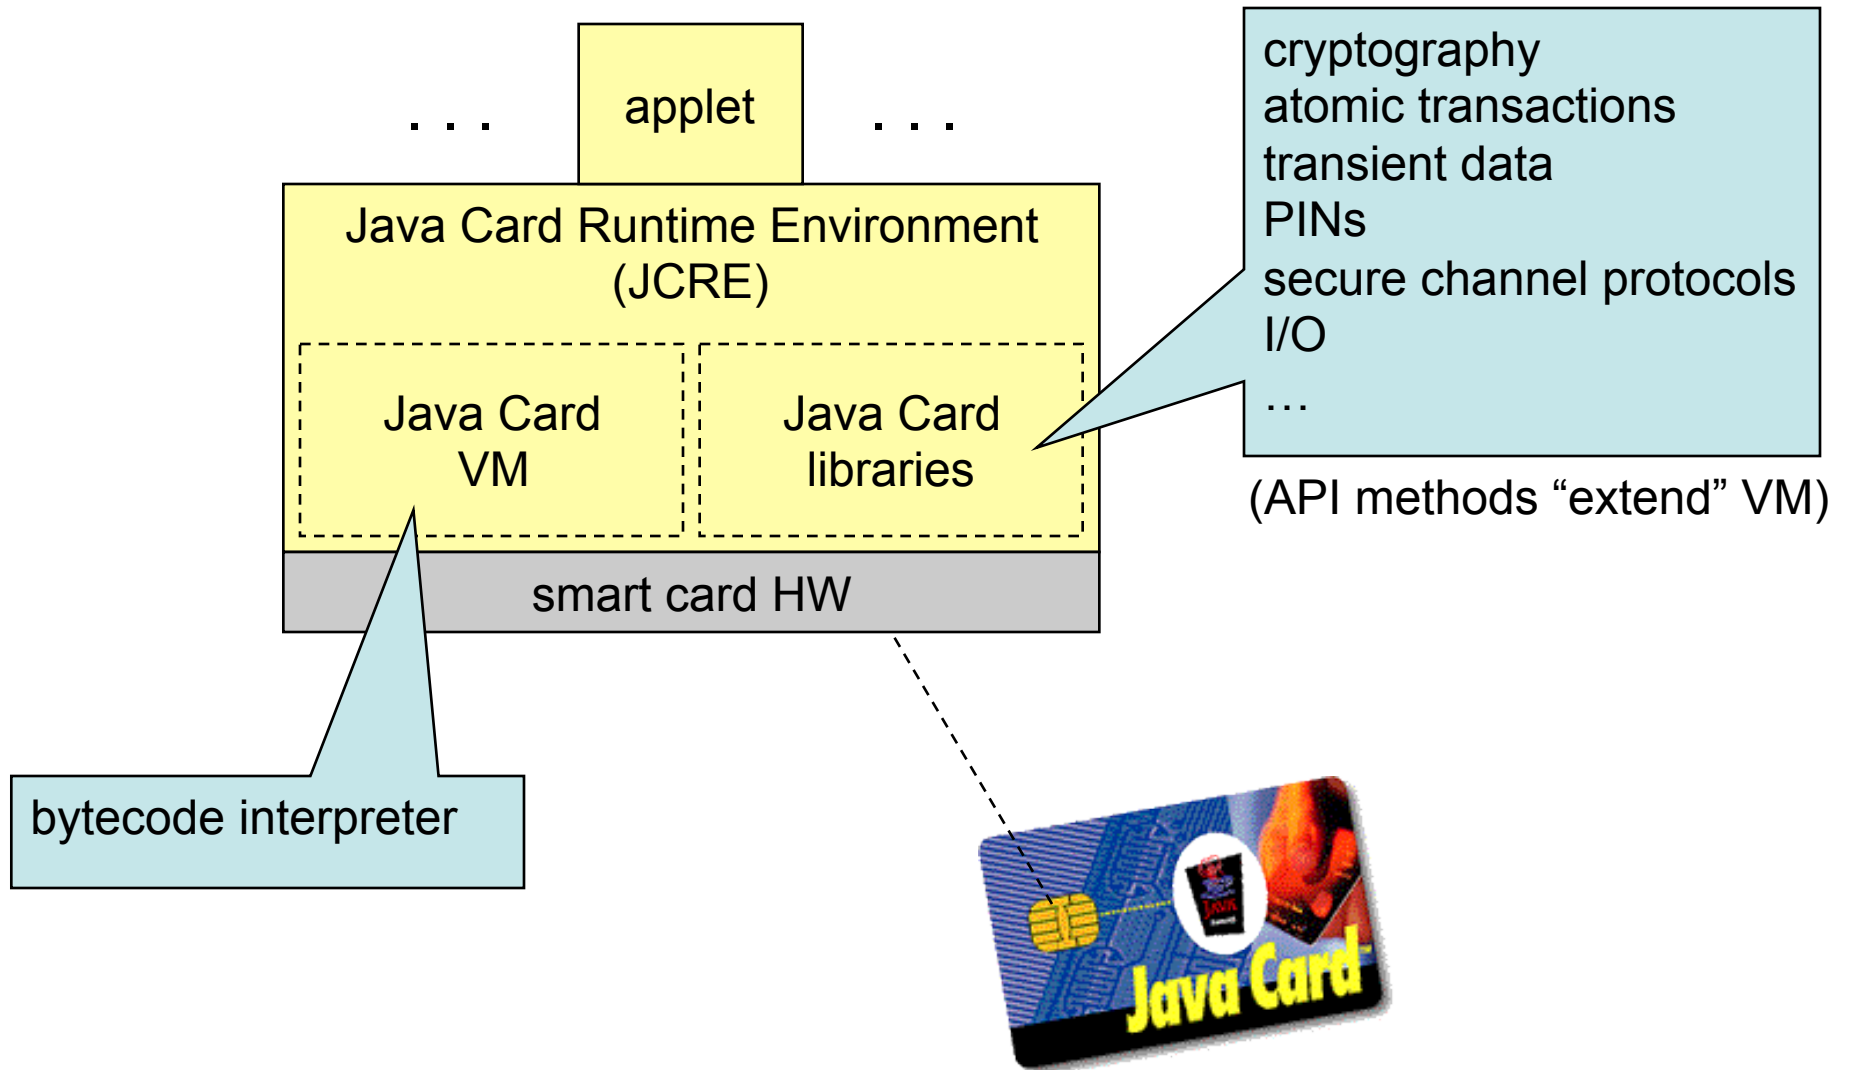 . . .
applet
. . .
Java Card Runtime Environment
(JCRE)
Java Card
VM
Java Card
libraries
smart card HW
cryptography
atomic transactions
transient data
PINs
secure channel protocols
I/O
…
(API methods “extend” VM)
bytecode interpreter
JAVA
Java Card